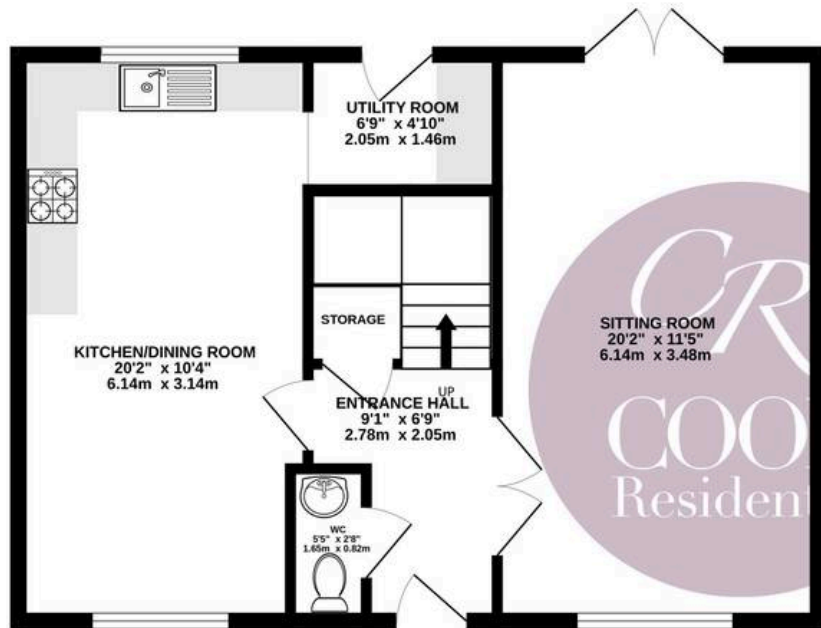 UTILITY ROOM
6'9" x 4'10"
2.05m x 1.46m
CR
STORAGE
SITTING ROOM
20'2" x 11'5"
6.14m x 3.48m
KITCHEN/DINING ROOM
20'2" x 10'4"
6.14m x 3.14m
UP
ENTRANCE HALL
9'1" x 6'9"
2.78m x 2.05m
COO
Resident
WC
5'5" x 2'8"
1.65m x 0.82m